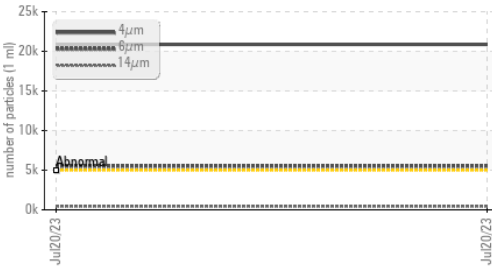 25k
20k
15k
10k
5k
0k
number of particles (1 ml)
4µm
6µm
14µm
Abnormal
Jul20/23
Jul20/23